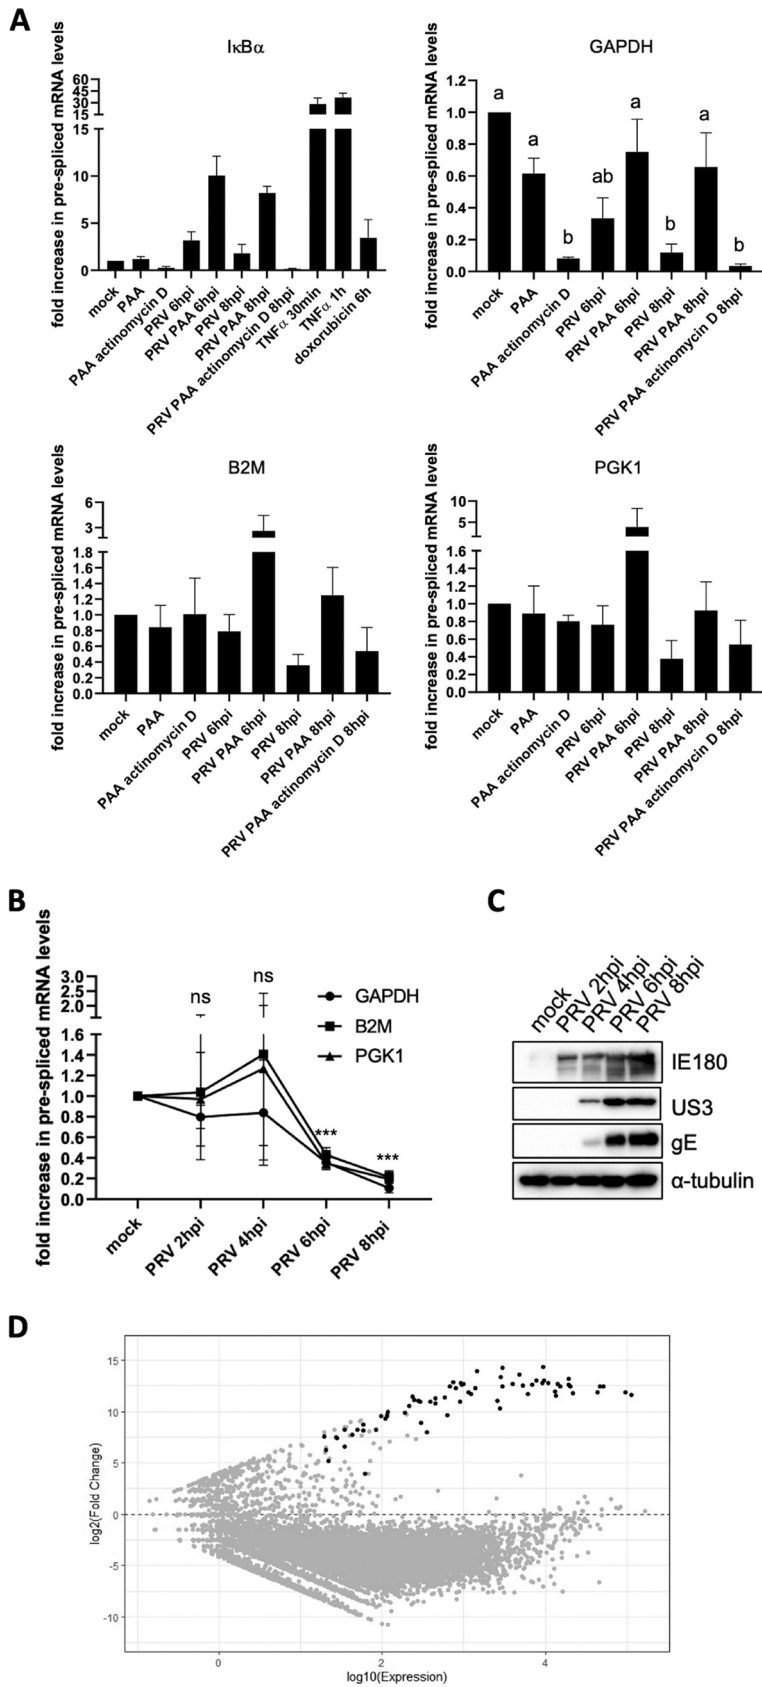 A
IκBα
fold increase in pre-spliced mRNA levels
60
45
30
15
15
10
5
0
mock
PAA
PAA actinomycin D
PRV 6hpi
PRV PAA 6hpi
PRV 8hpi
PRV PAA 8hpi
PRV PAA actinomycin D 8hpi
TNFα 30min
TNFα 1h
doxorubicin 6h
GAPDH
fold increase in pre-spliced mRNA levels
1.2
1.0
0.8
0.6
0.4
0.2
0.0
a
a
b
ab
a
b
a
b
mock
PAA
PAA actinomycin D
PRV 6hpi
PRV PAA 6hpi
PRV 8hpi
PRV PAA 8hpi
PRV PAA actinomycin D 8hpi
B2M
fold increase in pre-spliced mRNA levels
6
3
1.8
1.6
1.4
1.2
1.0
0.8
0.6
0.4
0.2
0.0
mock
PAA
PAA actinomycin D
PRV 6hpi
PRV PAA 6hpi
PRV 8hpi
PRV PAA 8hpi
PRV PAA actinomycin D 8hpi
PGK1
fold increase in pre-spliced mRNA levels
10
5
1.6
1.4
1.2
1.0
0.8
0.6
0.4
0.2
0.0
mock
PAA
PAA actinomycin D
PRV 6hpi
PRV PAA 6hpi
PRV 8hpi
PRV PAA 8hpi
PRV PAA actinomycin D 8hpi
B
fold increase in pre-spliced mRNA levels
3.0
2.5
2.0
1.6
1.4
1.2
1.0
0.8
0.6
0.4
0.2
0.0
ns
ns
***
***
GAPDH
B2M
PGK1
mock
PRV 2hpi
PRV 4hpi
PRV 6hpi
PRV 8hpi
C
mock
PRV 2hpi
PRV 4hpi
PRV 6hpi
PRV 8hpi
IE180
US3
gE
α-tubulin
D
log2(Fold Change)
15
10
5
0
-5
-10
0
2
4
log10(Expression)